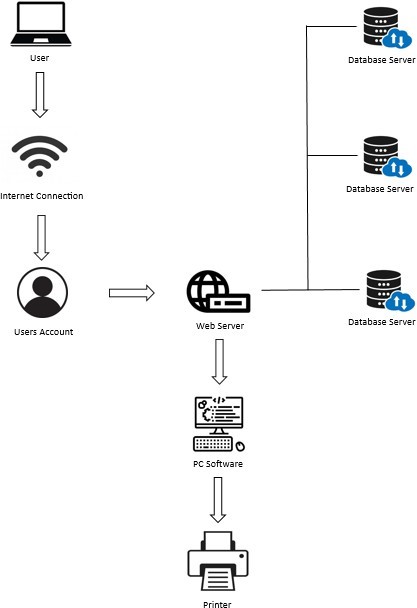 User
Database Server
Internet Connection
Database Server
Users Account
Web Server
Database Server
PC Software
Printer